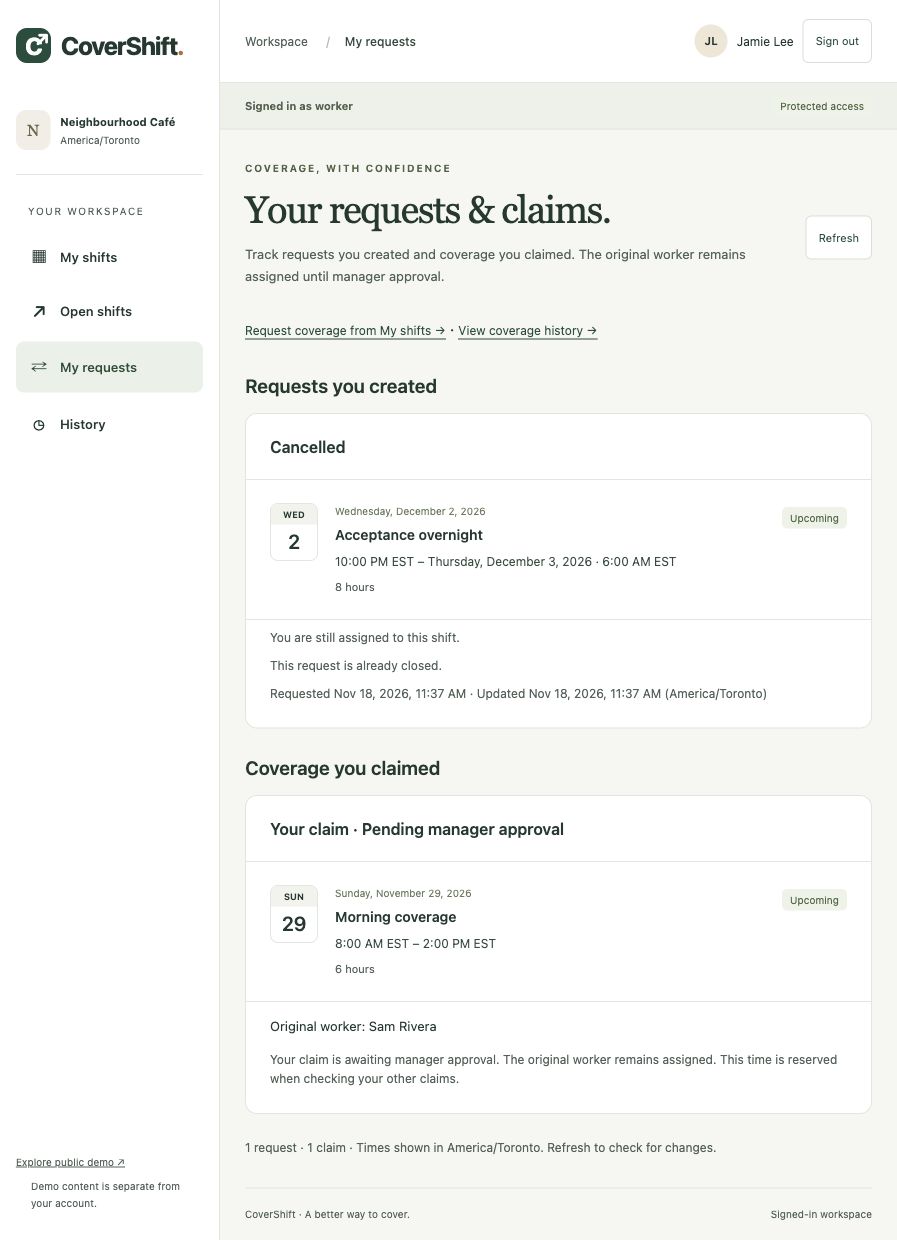 CoverShift.
N
Neighbourhood Café
America/Toronto
YOUR WORKSPACE
My shifts
Open shifts
My requests
History
Explore public demo ↗
Demo content is separate from
your account.
Workspace / My requests
JL Jamie Lee
Sign out
Signed in as worker
Protected access
COVERAGE, WITH CONFIDENCE
Your requests & claims.
Track requests you created and coverage you claimed. The original worker remains
assigned until manager approval.
Refresh
Request coverage from My shifts → · View coverage history →
Requests you created
Cancelled
WED
2
Wednesday, December 2, 2026
Acceptance overnight
10:00 PM EST – Thursday, December 3, 2026 · 6:00 AM EST
8 hours
Upcoming
You are still assigned to this shift.
This request is already closed.
Requested Nov 18, 2026, 11:37 AM · Updated Nov 18, 2026, 11:37 AM (America/Toronto)
Coverage you claimed
Your claim · Pending manager approval
SUN
29
Sunday, November 29, 2026
Morning coverage
8:00 AM EST – 2:00 PM EST
6 hours
Upcoming
Original worker: Sam Rivera
Your claim is awaiting manager approval. The original worker remains assigned. This time is reserved
when checking your other claims.
1 request · 1 claim · Times shown in America/Toronto. Refresh to check for changes.
CoverShift · A better way to cover.
Signed-in workspace